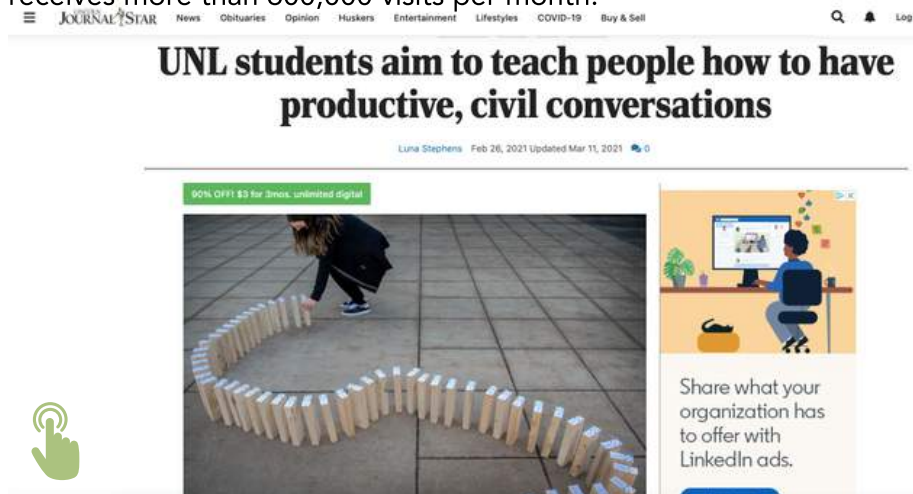 receives more than 800,000 visits per month.
JOURNAL STAR News Obituaries Opinion Huskers Entertainment Lifestyles COVID-19 Buy & Sell Log
UNL students aim to teach people how to have
productive, civil conversations
Luna Stephens Feb 26, 2021 Updated Mar 11, 2021 0
90% OFF! $3 for 3mos. unlimited digital
Share what your
organization has
to offer with
LinkedIn ads.